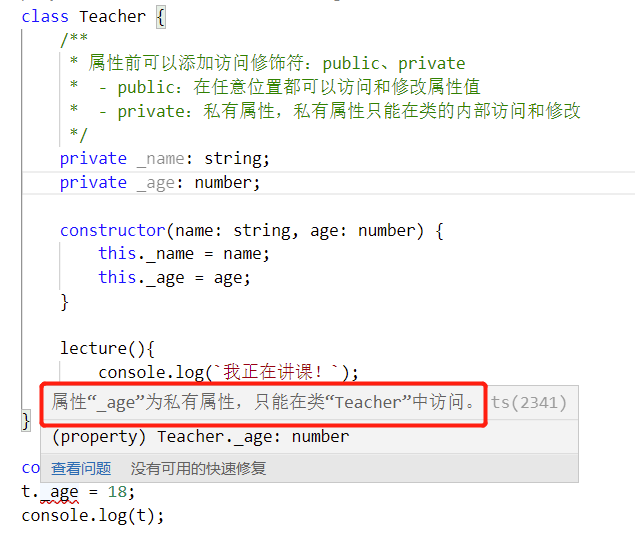 class Teacher {
/**
* 属性前可以添加访问修饰符：public、private
* - public：在任意位置都可以访问和修改属性值
* - private：私有属性，私有属性只能在类的内部访问和修改
*/
private _name: string;
private _age: number;
constructor(name: string, age: number) {
this._name = name;
this._age = age;
}
lecture(){
console.log(`我正在讲课！`);
属性“_age”为私有属性，只能在类“Teacher”中访问。 ts(2341)
}
(property) Teacher._age: number
查看问题 没有可用的快速修复
co
t._age = 18;
console.log(t);